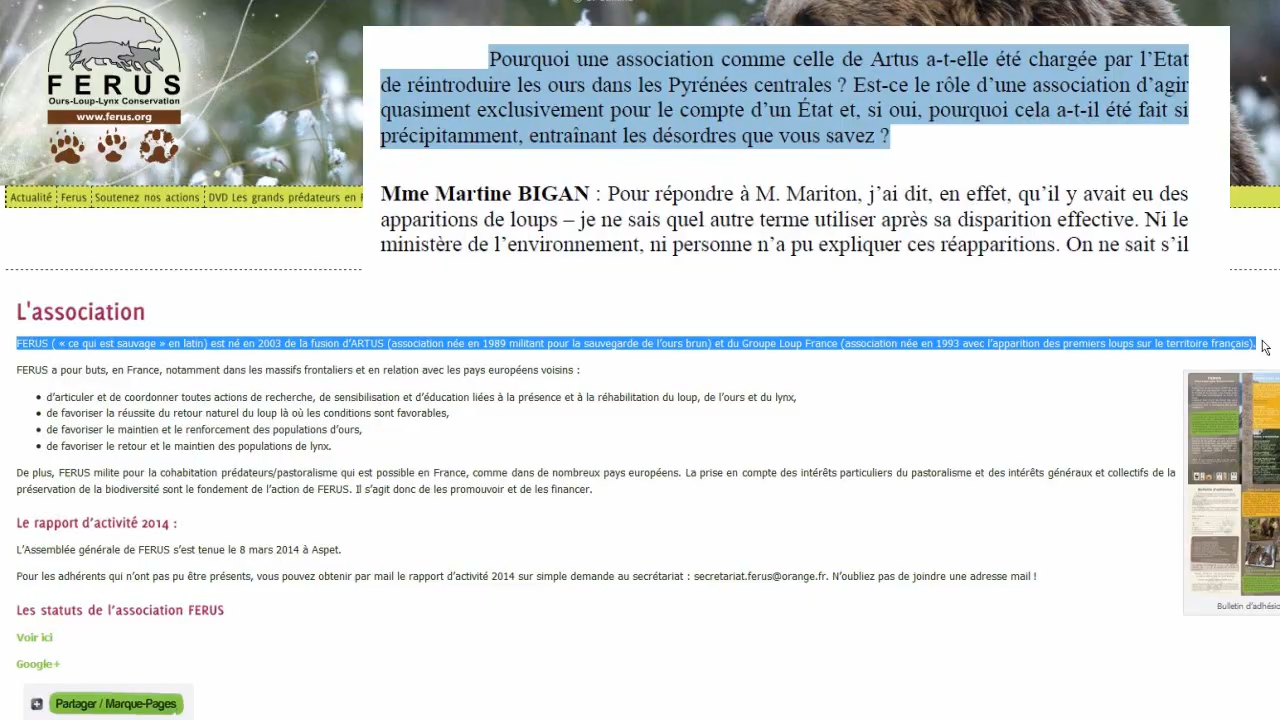 FERUS
Ours-Loup-Lynx Conservation
www.ferus.org
Actualité
Ferus
Soutenez nos actions
DVD Les grands prédateurs en
Pourquoi une association comme celle de Artus a-t-elle été chargée par l’Etat
de réintroduire les ours dans les Pyrénées centrales ? Est-ce le rôle d’une association d’agir
quasiment exclusivement pour le compte d’un État et, si oui, pourquoi cela a-t-il été fait si
précipitamment, entraînant les désordres que vous savez ?
Mme Martine BIGAN : Pour répondre à M. Mariton, j’ai dit, en effet, qu’il y avait eu des
apparitions de loups – je ne sais quel autre terme utiliser après sa disparition effective. Ni le
ministère de l’environnement, ni personne n’a pu expliquer ces réapparitions. On ne sait s’il
L'association
FERUS ( « ce qui est sauvage » en latin) est né en 2003 de la fusion d’ARTUS (association née en 1989 militant pour la sauvegarde de l’ours brun) et du Groupe Loup France (association née en 1993 avec l’apparition des premiers loups sur le territoire français).
FERUS a pour buts, en France, notamment dans les massifs frontaliers et en relation avec les pays européens voisins :
d’articuler et de coordonner toutes actions de recherche, de sensibilisation et d’éducation liées à la présence et à la réhabilitation du loup, de l’ours et du lynx,
de favoriser la réussite du retour naturel du loup là où les conditions sont favorables,
de favoriser le maintien et le renforcement des populations d’ours,
de favoriser le retour et le maintien des populations de lynx.
De plus, FERUS milite pour la cohabitation prédateurs/pastoralisme qui est possible en France, comme dans de nombreux pays européens. La prise en compte des intérêts particuliers du pastoralisme et des intérêts généraux et collectifs de la
préservation de la biodiversité sont le fondement de l’action de FERUS. Il s’agit donc de les promouvoir et de les financer.
Le rapport d’activité 2014 :
L’Assemblée générale de FERUS s’est tenue le 8 mars 2014 à Aspet.
Pour les adhérents qui n’ont pas pu être présents, vous pouvez obtenir par mail le rapport d’activité 2014 sur simple demande au secrétariat : secretariat.ferus@orange.fr. N’oubliez pas de joindre une adresse mail !
Bulletin d’adhésio
Les statuts de l’association FERUS
Voir ici
Google+
Partager / Marque-Pages